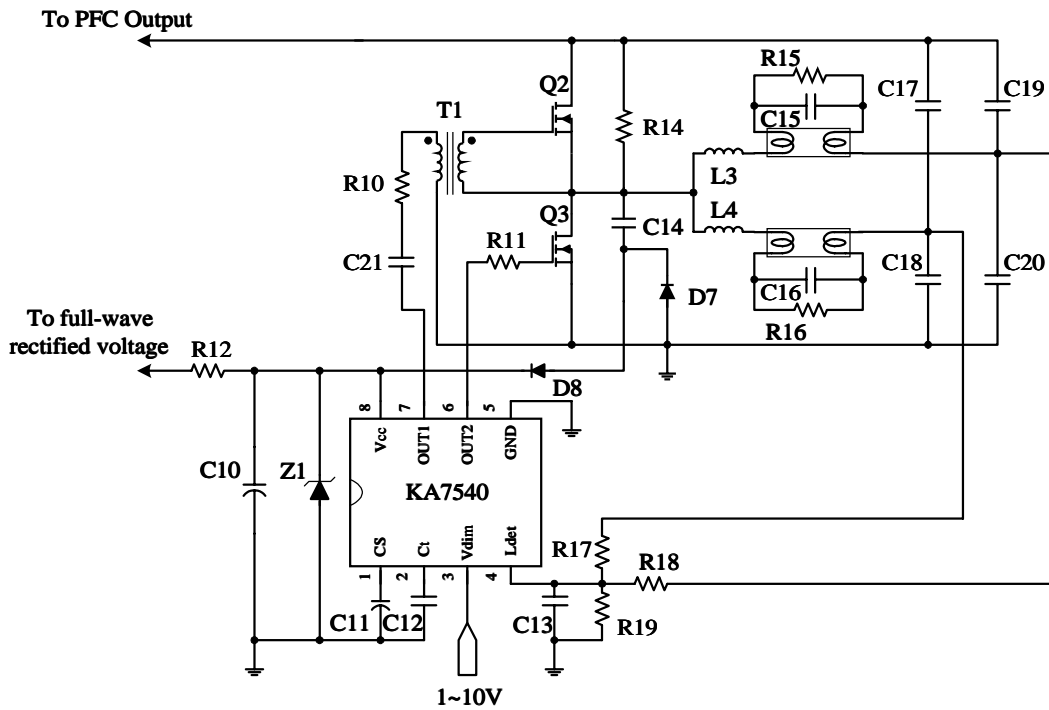 To PFC Output
R15
Q2
C17
C19
T1
C15
R14
R10
L3
Q3
L4
R11
C14
C21
C18
C20
D7
C16
R16
To full-wave
rectified voltage
R12
D8
8
7
6
5
Vcc
OUT1
OUT2
GND
C10
Z1
KA7540
CS
Ct
Vdim
Ldet
R17
R18
1
2
3
4
C11
C12
C13
R19
1~10V